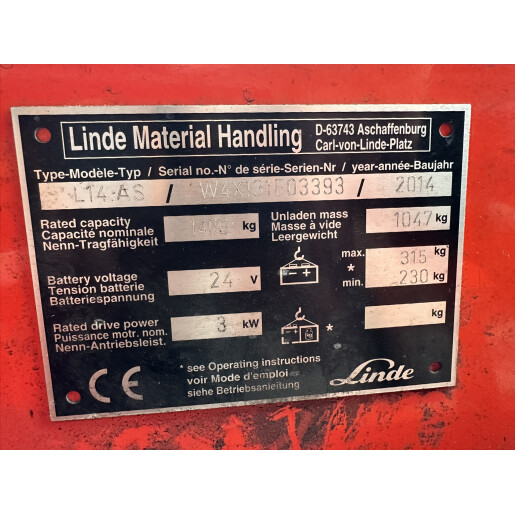 Linde Material Handling
D-63743 Aschaffenburg
Carl-von-Linde-Platz
Type-Modèle-Typ / Serial no.-N° de série-Serien-Nr / year-année-Baujahr
L14 AS / / 2014
Rated capacity
Capacité nominale kg
Nenn-Tragfähigkeit
Unladen mass
Masse à vide 1047 kg
Leergewicht
Battery voltage
Tension batterie 24 V
Batteriespannung
- +
max. 315 kg
*
min. 230 kg
Rated drive power
Puissance motr. nom. 3 kW
Nenn-Antriebsleist.
* kg
*see Operating instructions
voir Mode d'emploi
siehe Betriebsanleitung
CE
Linde